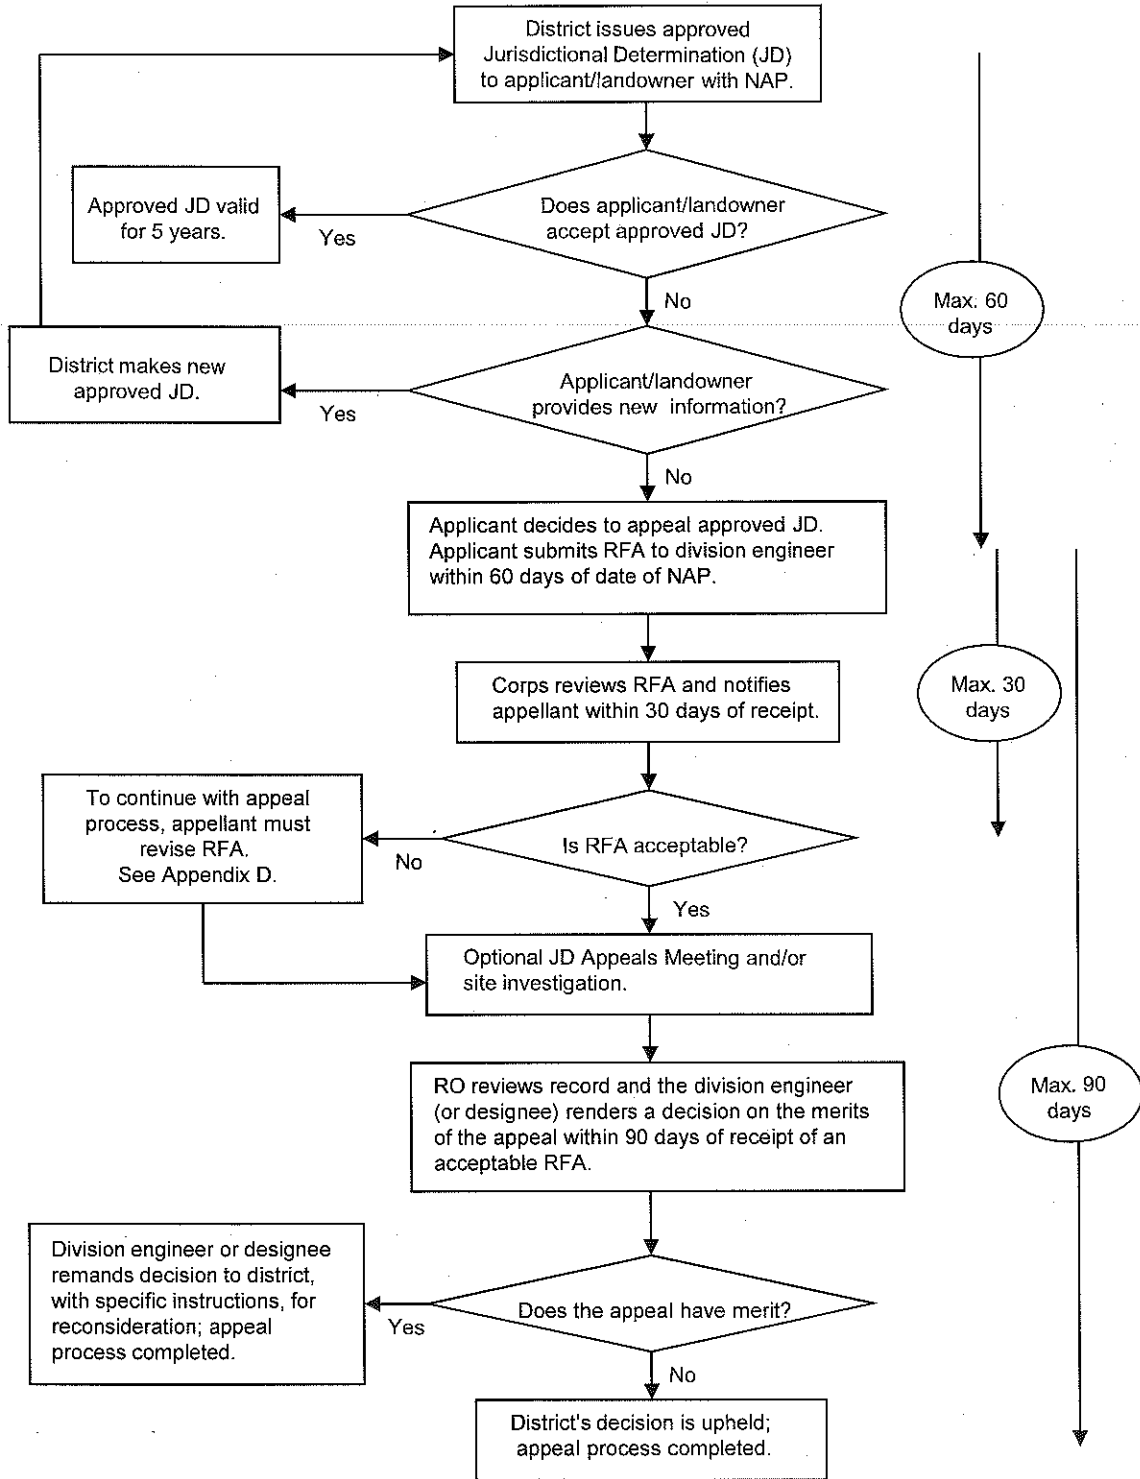 District issues approved
Jurisdictional Determination (JD)
to applicant/landowner with NAP.
Approved JD valid
for 5 years.
Yes
Does applicant/landowner
accept approved JD?
No
Max. 60
days
District makes new
approved JD.
Yes
Applicant/landowner
provides new information?
No
Applicant decides to appeal approved JD.
Applicant submits RFA to division engineer
within 60 days of date of NAP.
Corps reviews RFA and notifies
appellant within 30 days of receipt.
Max. 30
days
To continue with appeal
process, appellant must
revise RFA.
See Appendix D.
No
Is RFA acceptable?
Yes
Optional JD Appeals Meeting and/or
site investigation.
RO reviews record and the division engineer
(or designee) renders a decision on the merits
of the appeal within 90 days of receipt of an
acceptable RFA.
Max. 90
days
Division engineer or designee
remands decision to district,
with specific instructions, for
reconsideration; appeal
process completed.
Yes
Does the appeal have merit?
No
District's decision is upheld;
appeal process completed.